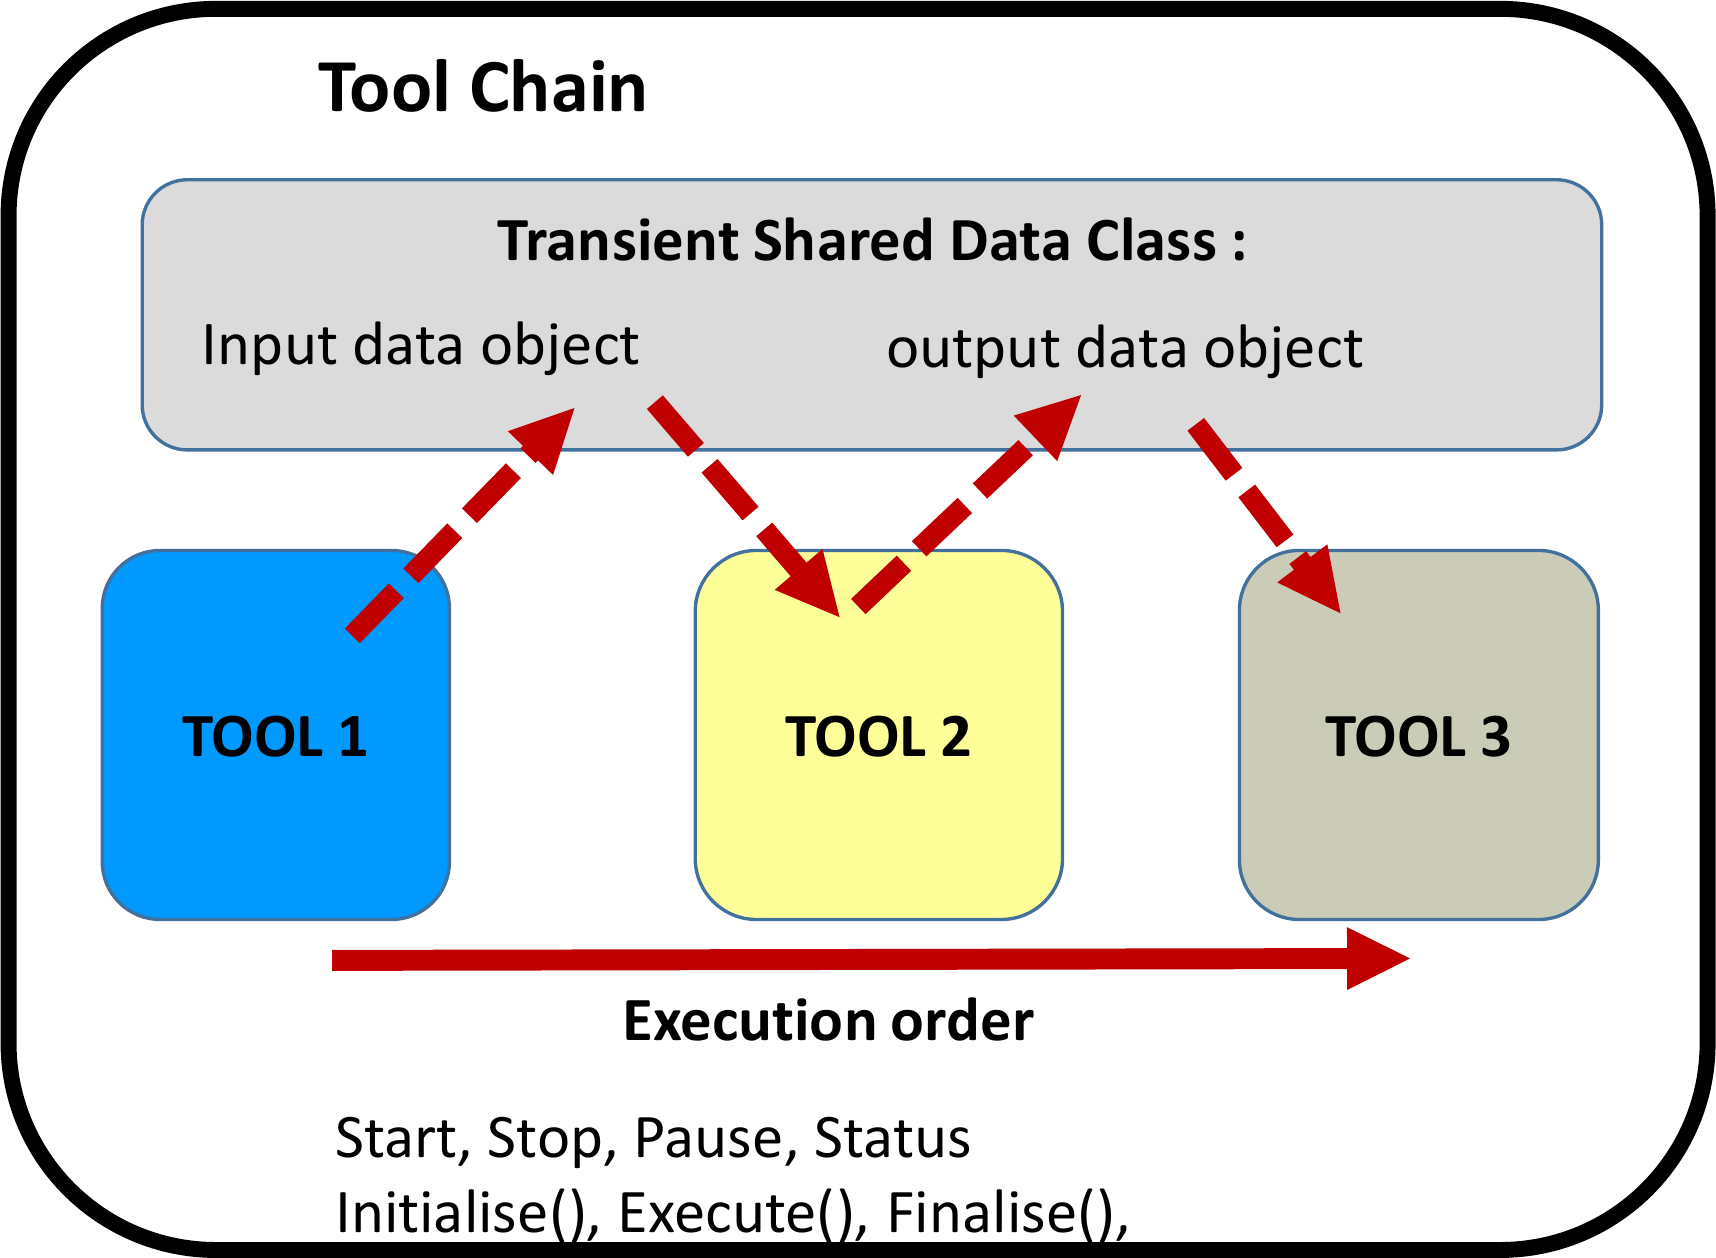 Tool Chain
Transient Shared Data Class :
Input data object
output data object
TOOL 1
TOOL 2
TOOL 3
Execution order
Start, Stop, Pause, Status
Initialise(), Execute(), Finalise(),